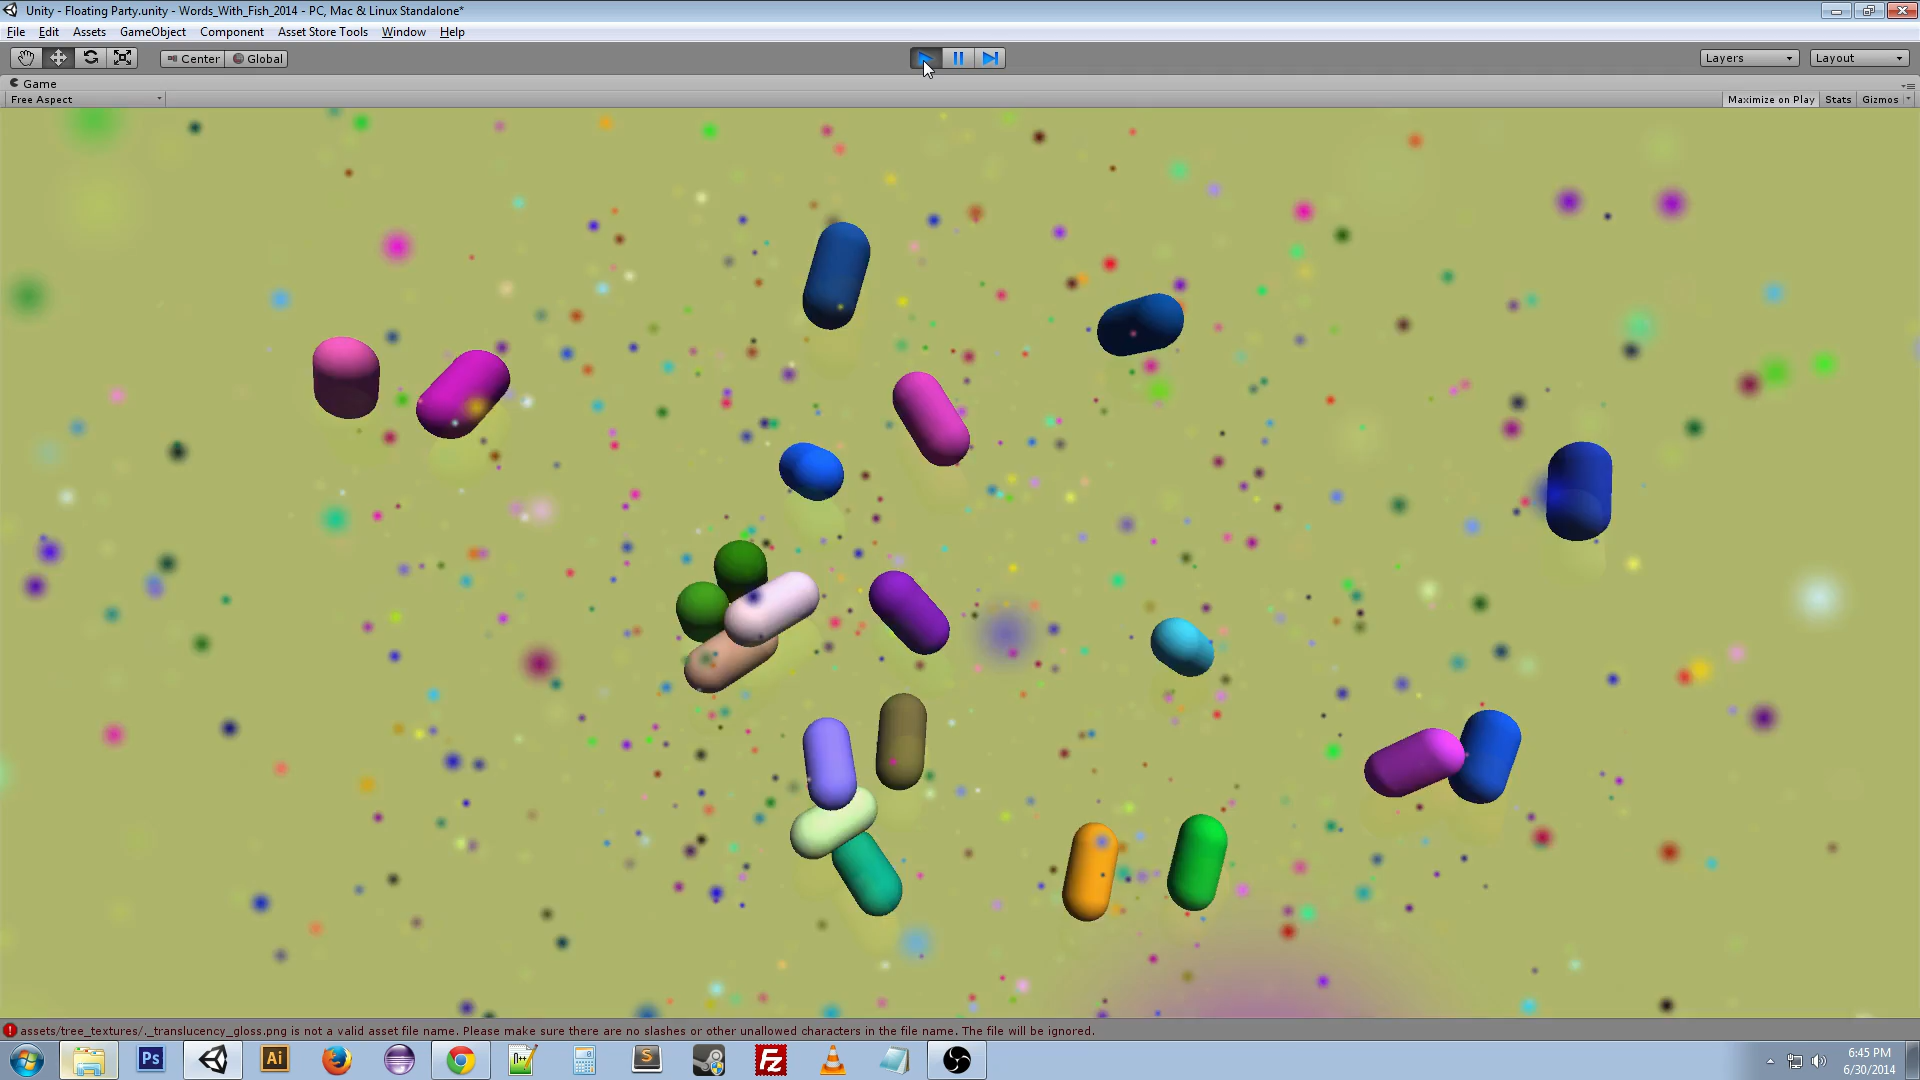 Unity - Floating Party.unity - Words_With_Fish_2014 - PC, Mac & Linux Standalone*
File Edit Assets GameObject Component Asset Store Tools Window Help
Center Global Layers Layout
Game
Free Aspect Maximize on Play Stats Gizmos
assets/tree_textures/._translucency_gloss.png is not a valid asset file name. Please make sure there are no slashes or other unallowed characters in the file name. The file will be ignored.
Ps Ai S Fz
6:45 PM
6/30/2014